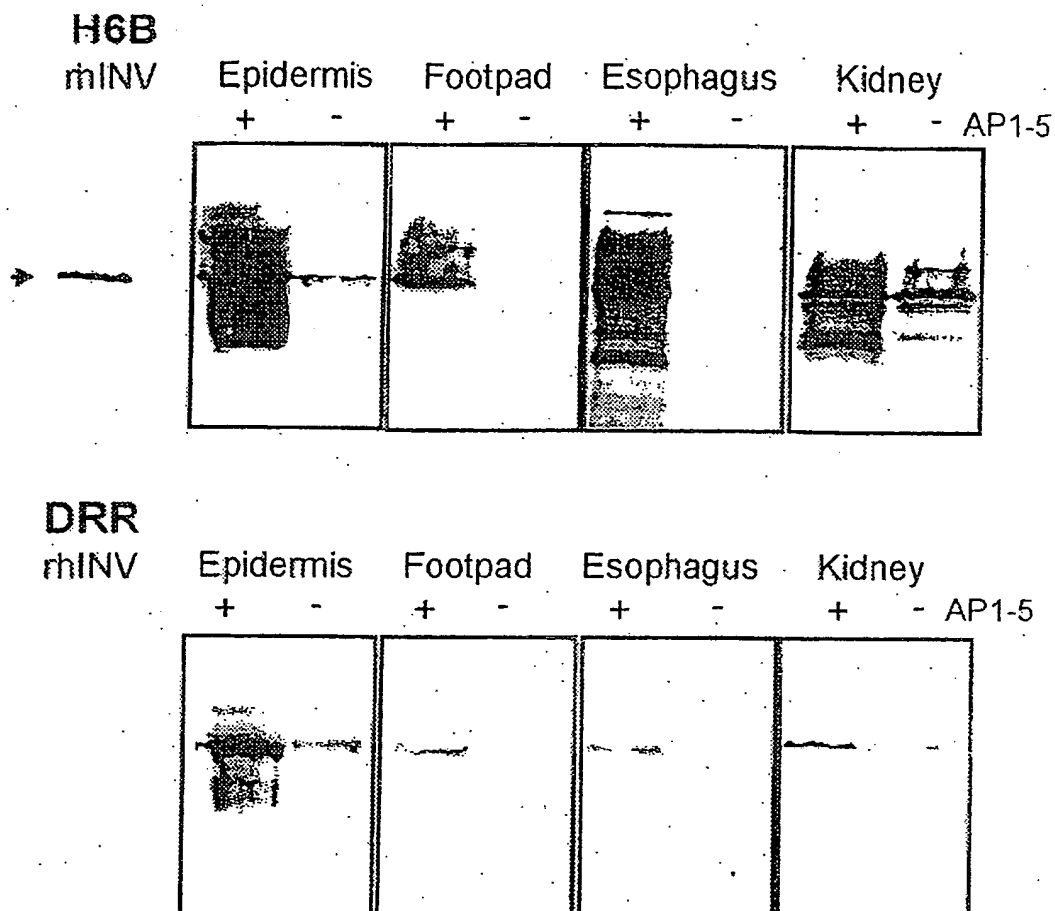 H6B
rhINV Epidermis Footpad Esophagus Kidney
+ - + - + - + - AP1-5
DRR
rhINV Epidermis Footpad Esophagus Kidney
+ - + - + - + - AP1-5